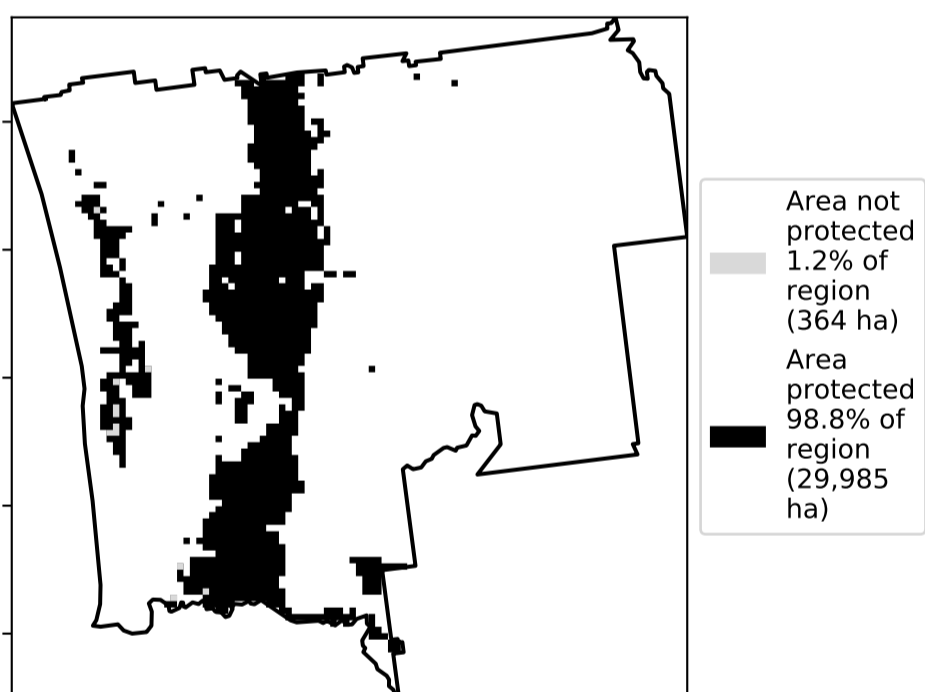 Area not
protected
1.2% of
region
(364 ha)
Area
protected
98.8% of
region
(29,985
ha)